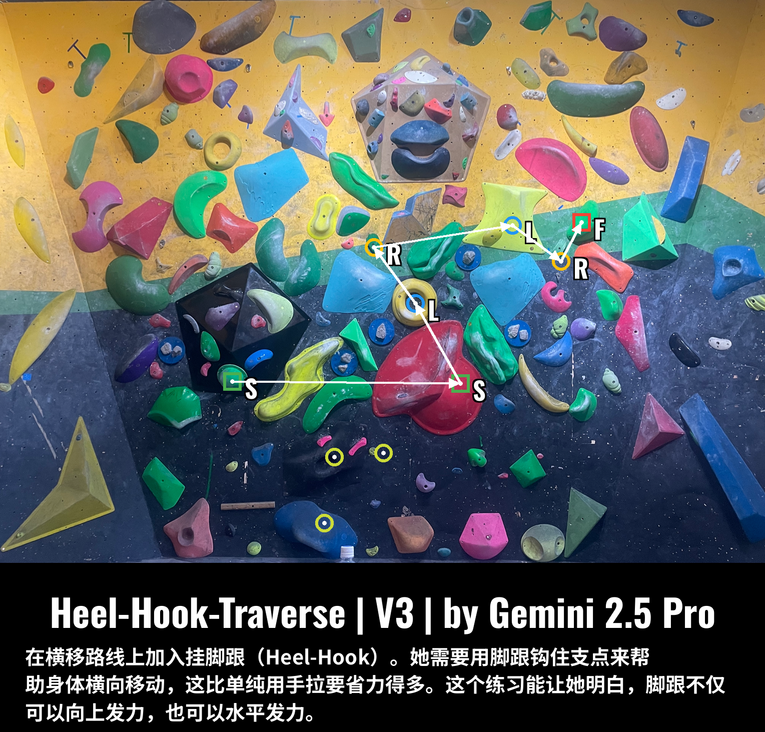 R
L
F
R
L
S
S
Heel-Hook-Traverse | V3 | by Gemini 2.5 Pro
在横移路线上加入挂脚跟（Heel-Hook）。她需要用脚跟钩住支点来帮
助身体横向移动，这比单纯用手拉要省力得多。这个练习能让她明白，脚跟不仅
可以向上发力，也可以水平发力。